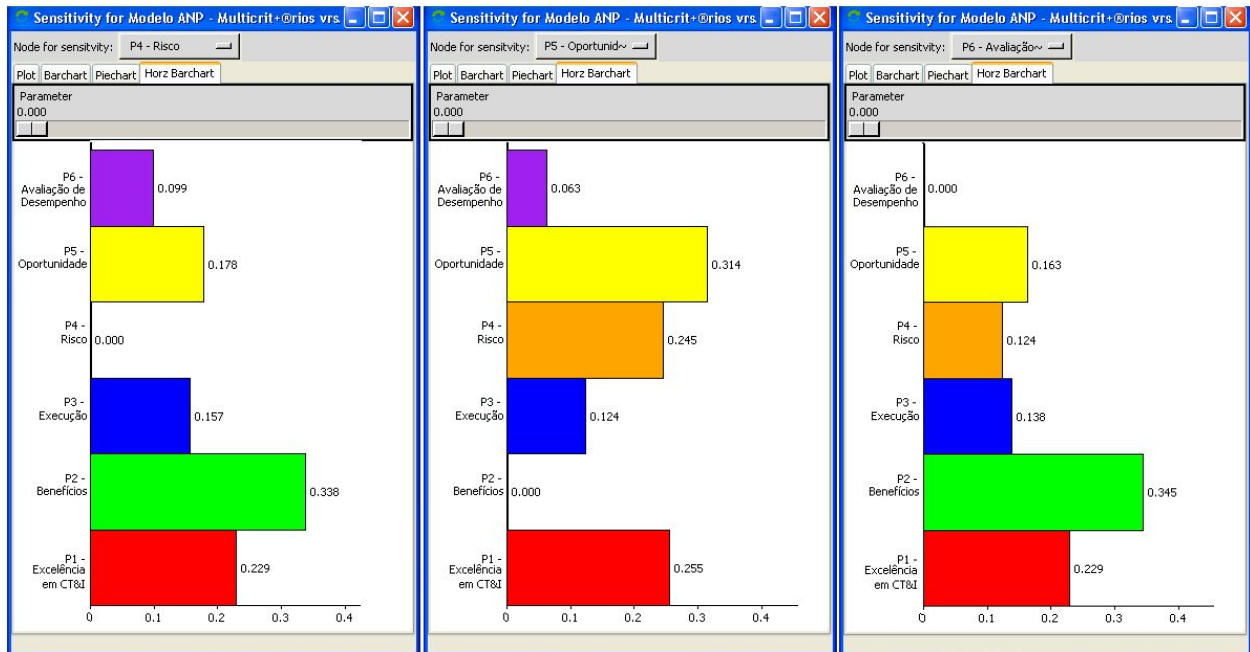 Sensitivity for Modelo ANP - Multicrit+®rios vrs.
Node for sensitvity: P4 - Risco
Plot Barchart Piechart Horz Barchart
Parameter
0.000
P6 -
Avaliação de
Desempenho
0.099
P5 -
Oportunidade
0.178
P4 -
Risco
0.000
P3 -
Execução
0.157
P2 -
Benefícios
0.338
P1 -
Excelência
em CT&I
0.229
0 0.1 0.2 0.3 0.4
Sensitivity for Modelo ANP - Multicrit+®rios vrs.
Node for sensitvity: P5 - Oportunid~
Plot Barchart Piechart Horz Barchart
Parameter
0.000
P6 -
Avaliação de
Desempenho
0.063
P5 -
Oportunidade
0.314
P4 -
Risco
0.245
P3 -
Execução
0.124
P2 -
Benefícios
0.000
P1 -
Excelência
em CT&I
0.255
0 0.1 0.2 0.3 0.4
Sensitivity for Modelo ANP - Multicrit+®rios vrs.
Node for sensitvity: P6 - Avaliação~
Plot Barchart Piechart Horz Barchart
Parameter
0.000
P6 -
Avaliação de
Desempenho
0.000
P5 -
Oportunidade
0.163
P4 -
Risco
0.124
P3 -
Execução
0.138
P2 -
Benefícios
0.345
P1 -
Excelência
em CT&I
0.229
0 0.1 0.2 0.3 0.4